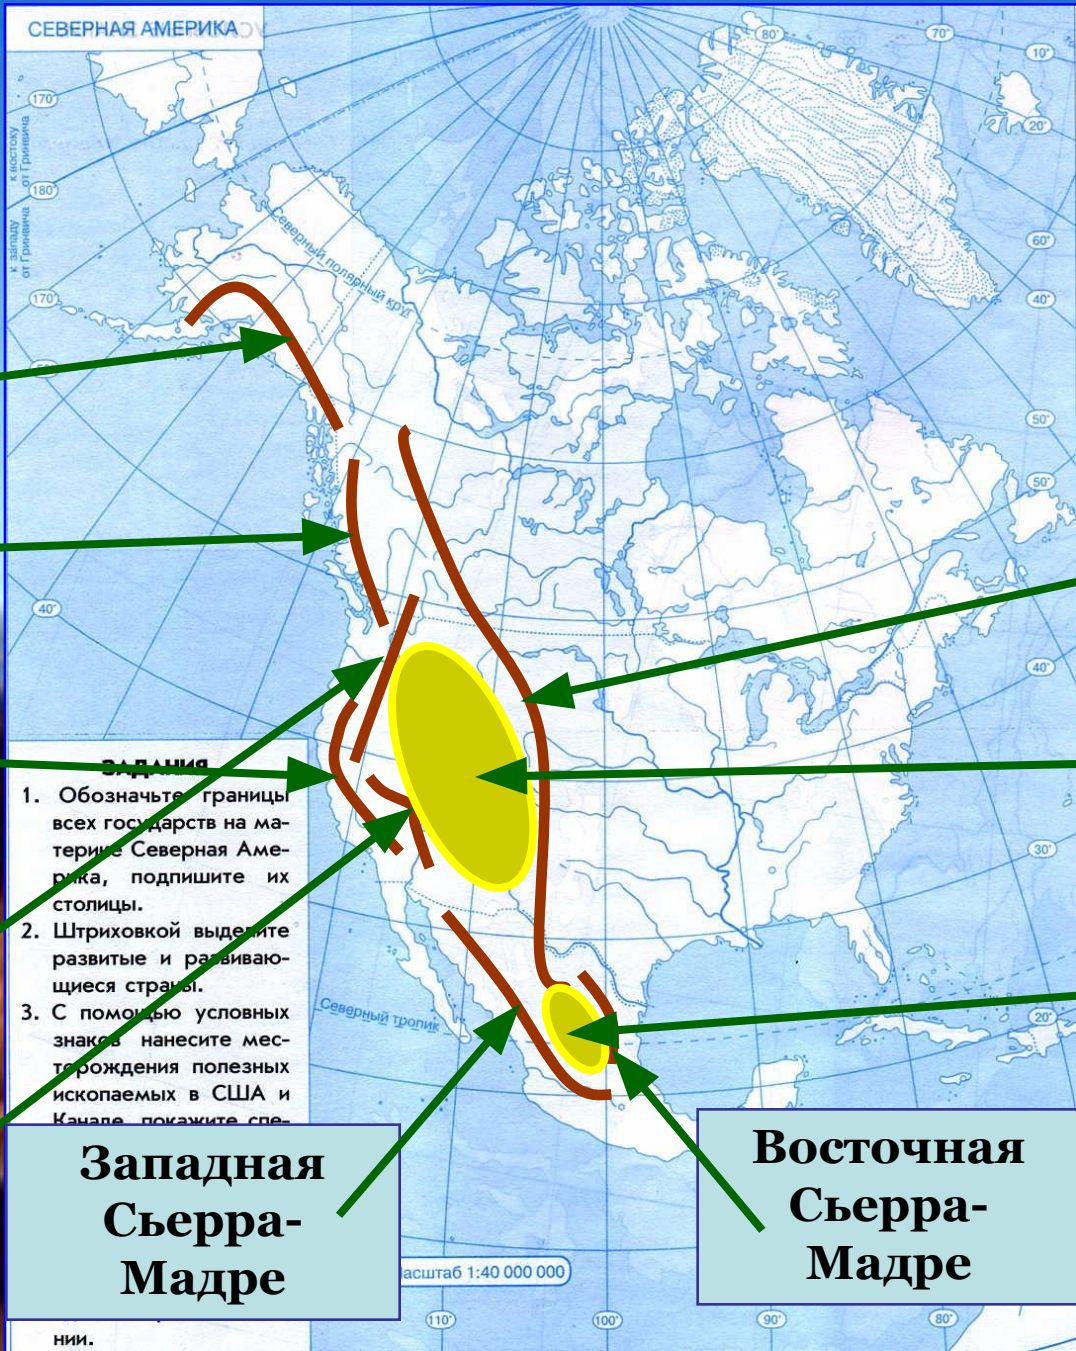 СЕВЕРНАЯ АМЕРИКА
80°
70°
10°
170°
20°
к востоку
от Гринвича
180°
к западу
от Гринвича
60°
Северный полярный круг
170°
40°
50°
50°
40°
40°
ЗАДАНИЯ
1. Обозначьте границы
всех государств на ма-
терике Северная Аме-
рика, подпишите их
столицы.
30°
2. Штриховкой выделите
развитые и развиваю-
щиеся страны.
Северный тропик
20°
3. С помощью условных
знаков нанесите мес-
торождения полезных
ископаемых в США и
Канаде, покажите спе-
Западная
Сьерра-
Мадре
Восточная
Сьерра-
Мадре
асштаб 1:40 000 000
110°
100°
90°
80°
нии.